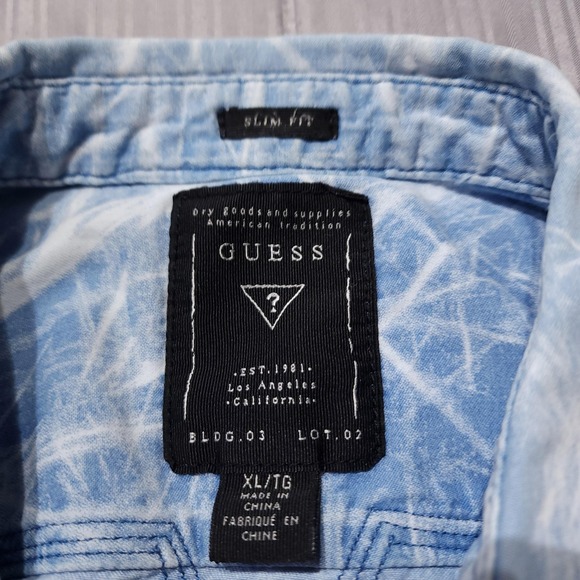 SLIM FIT
Dry goods and supplies
American tradition
GUESS
?
.EST.1981.
Los Angeles
.California.
BLDG.03 LOT.02
XL/TG
MADE IN
CHINA
FABRIQUÉ EN
CHINE